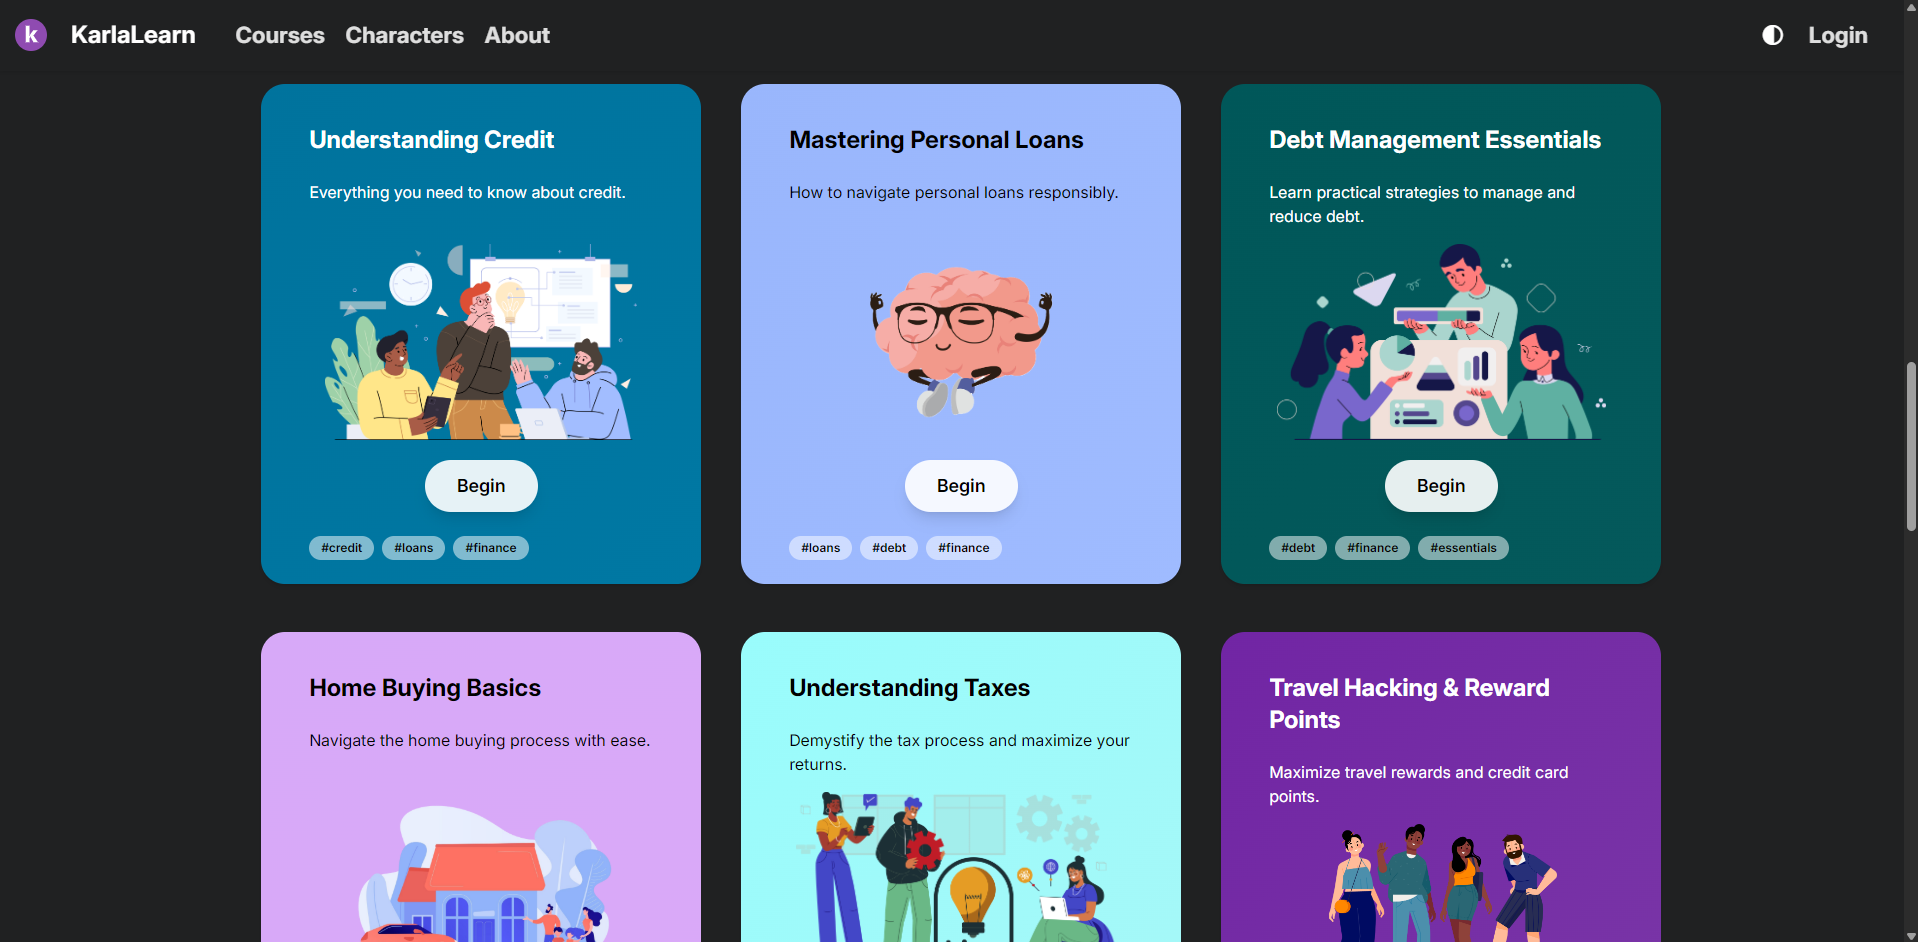 k KarlaLearn Courses Characters About Login
Understanding Credit
Everything you need to know about credit.
Begin
#credit #loans #finance
Mastering Personal Loans
How to navigate personal loans responsibly.
Begin
#loans #debt #finance
Debt Management Essentials
Learn practical strategies to manage and
reduce debt.
Begin
#debt #finance #essentials
Home Buying Basics
Navigate the home buying process with ease.
Understanding Taxes
Demystify the tax process and maximize your
returns.
Travel Hacking & Reward
Points
Maximize travel rewards and credit card
points.